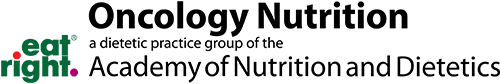 Oncology Nutrition
a dietetic practice group of the
Academy of Nutrition and Dietetics
eat®
right.